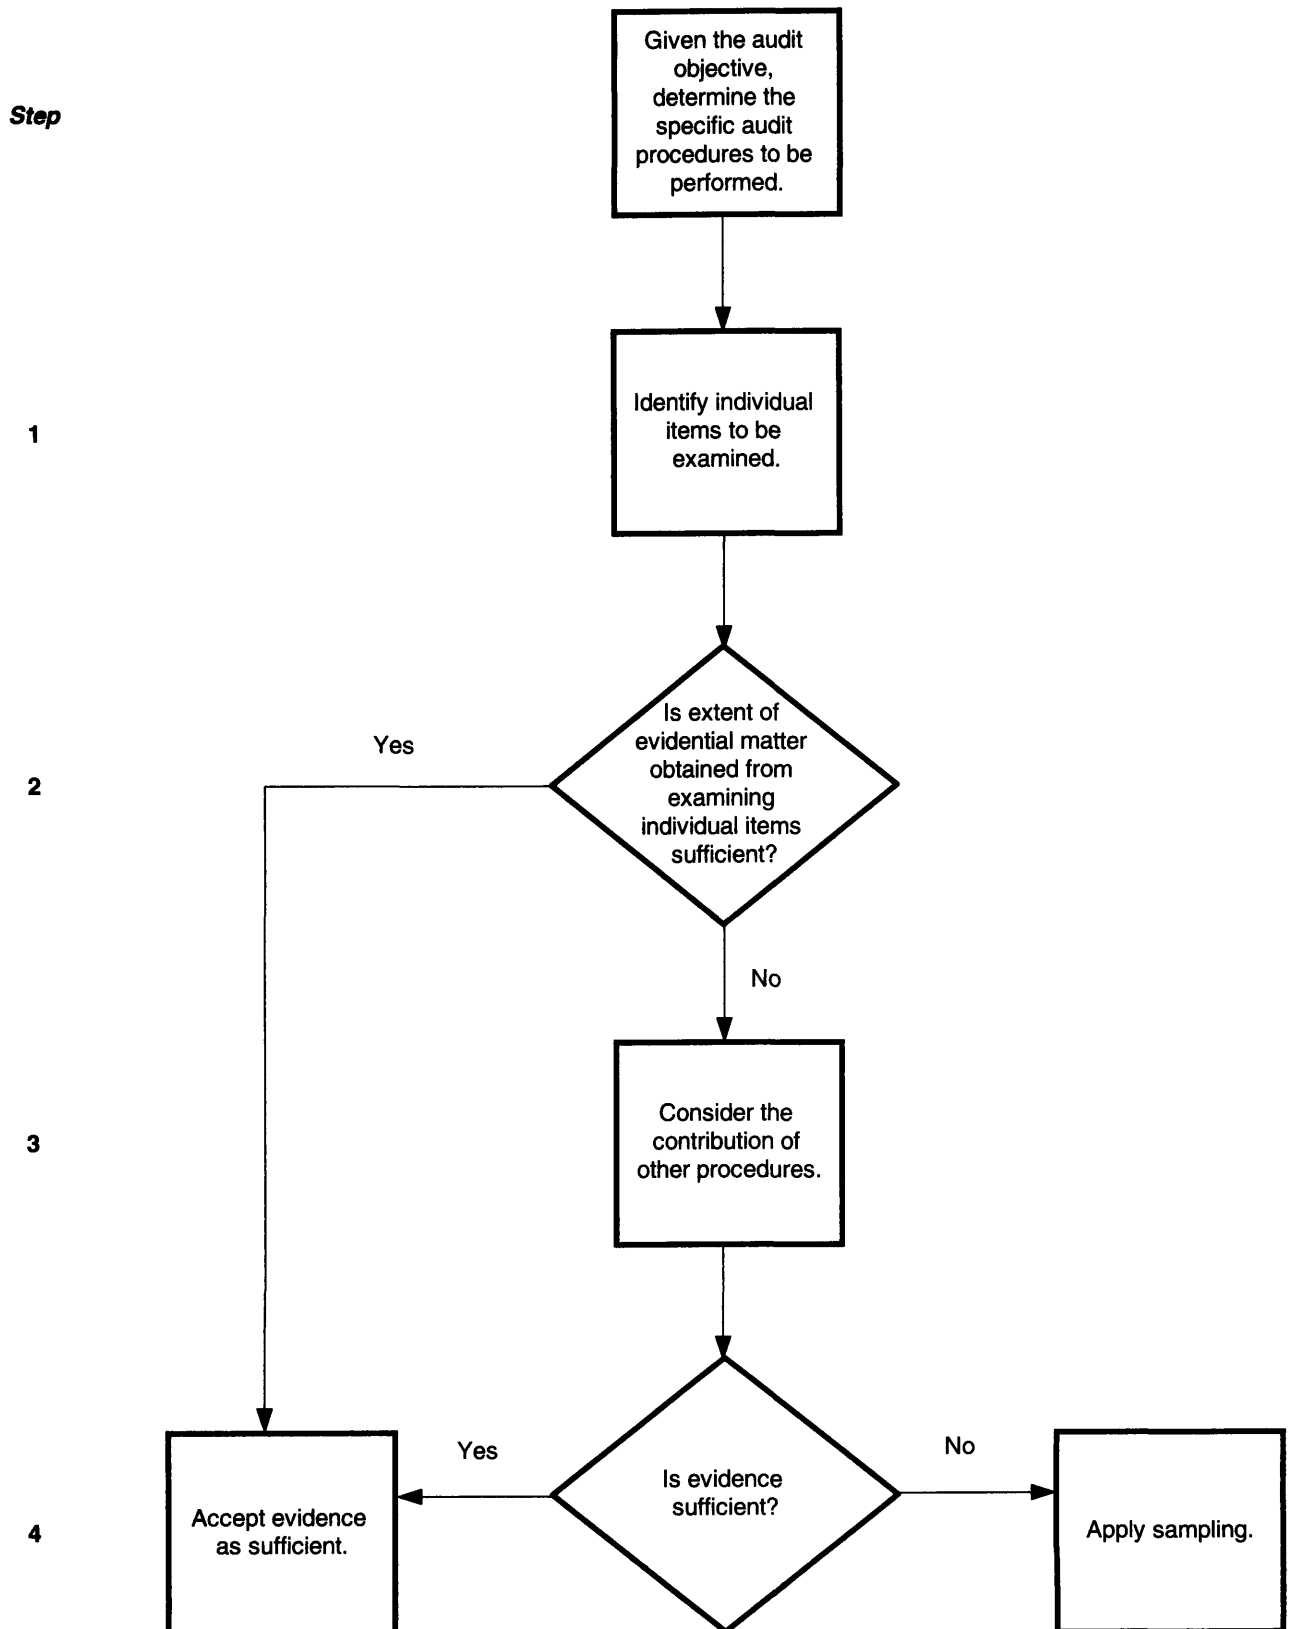 Given the audit
objective,
determine the
specific audit
procedures to be
performed.
Step
Identify individual
items to be
examined.
1
Is extent of
evidential matter
obtained from
examining
individual items
sufficient?
Yes
2
No
Consider the
contribution of
other procedures.
3
Yes
No
Is evidence
sufficient?
Accept evidence
as sufficient.
Apply sampling.
4